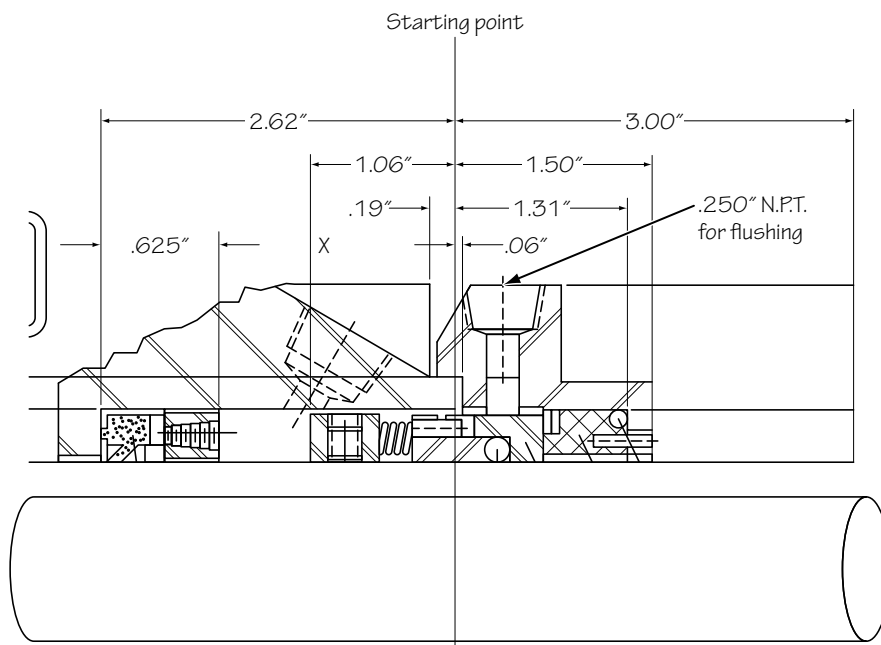 Starting point
2.62″
3.00″
1.06″
1.50″
.19″
1.31″
.250″ N.P.T.
for flushing
.625″
X
.06″